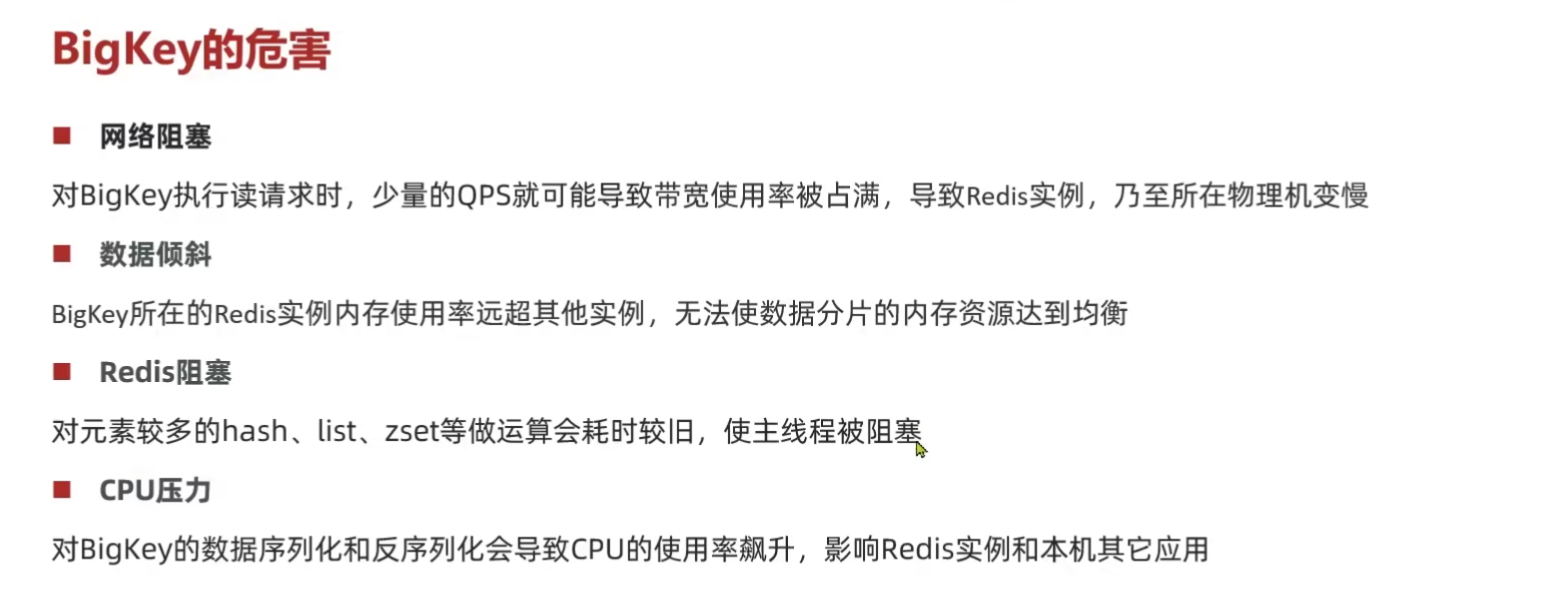 BigKey的危害
网络阻塞
对BigKey执行读请求时，少量的QPS就可能导致带宽使用率被占满，导致Redis实例，乃至所在物理机变慢
数据倾斜
BigKey所在的Redis实例内存使用率远超其他实例，无法使数据分片的内存资源达到均衡
Redis阻塞
对元素较多的hash、list、zset等做运算会耗时较旧，使主线程被阻塞
CPU压力
对BigKey的数据序列化和反序列化会导致CPU的使用率飙升，影响Redis实例和本机其它应用